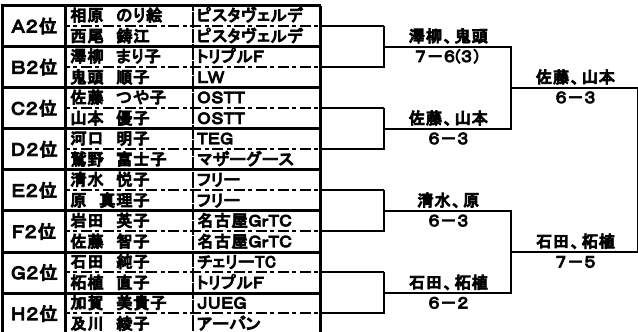 A2位 相原 のり絵 ピスタヴェルデ
西尾 鋳江 ピスタヴェルデ
B2位 澤柳 まり子 トリプルF
鬼頭 順子 LW
C2位 佐藤 つや子 OSTT
山本 優子 OSTT
D2位 河口 明子 TEG
鷲野 富士子 マザーグース
E2位 清水 悦子 フリー
原 真理子 フリー
F2位 岩田 英子 名古屋GrTC
佐藤 智子 名古屋GrTC
G2位 石田 純子 チェリーTC
柘植 直子 トリプルF
H2位 加賀 美貴子 JUEG
及川 綾子 アーバン
澤柳、鬼頭
7-6(3)
佐藤、山本
6-3
清水、原
6-3
石田、柘植
6-2
佐藤、山本
6-3
石田、柘植
7-5